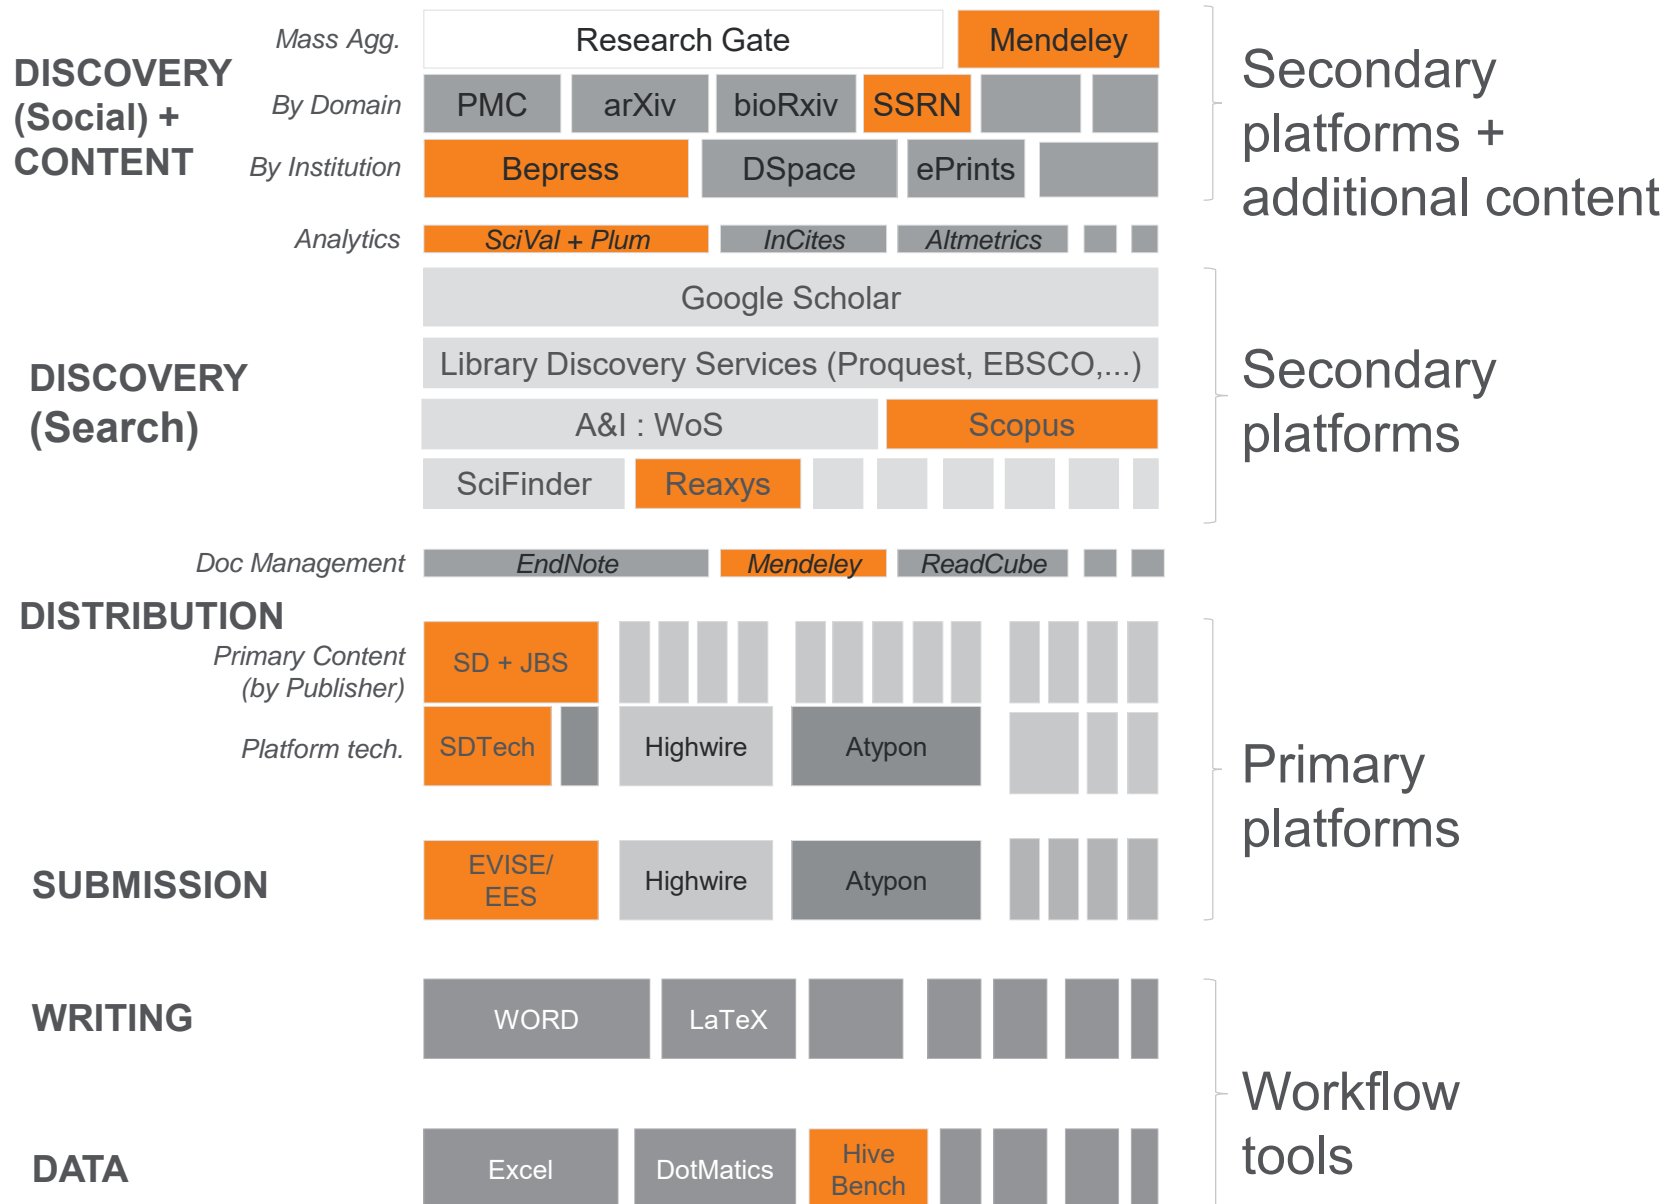 Mass Agg.
Research Gate
Mendeley
DISCOVERY
(Social) +
CONTENT
By Domain
PMC
arXiv
bioRxiv
SSRN
By Institution
Bepress
DSpace
ePrints
Secondary
platforms +
additional content
Analytics
SciVal + Plum
InCites
Altmetrics
Google Scholar
Library Discovery Services (Proquest, EBSCO,...)
DISCOVERY
(Search)
A&I : WoS
Scopus
SciFinder
Reaxys
Secondary
platforms
Doc Management
EndNote
Mendeley
ReadCube
DISTRIBUTION
Primary Content
(by Publisher)
SD + JBS
Platform tech.
SDTech
Highwire
Atypon
Primary
platforms
SUBMISSION
EVISE/
EES
Highwire
Atypon
WRITING
WORD
LaTeX
Workflow
tools
DATA
Excel
DotMatics
Hive
Bench